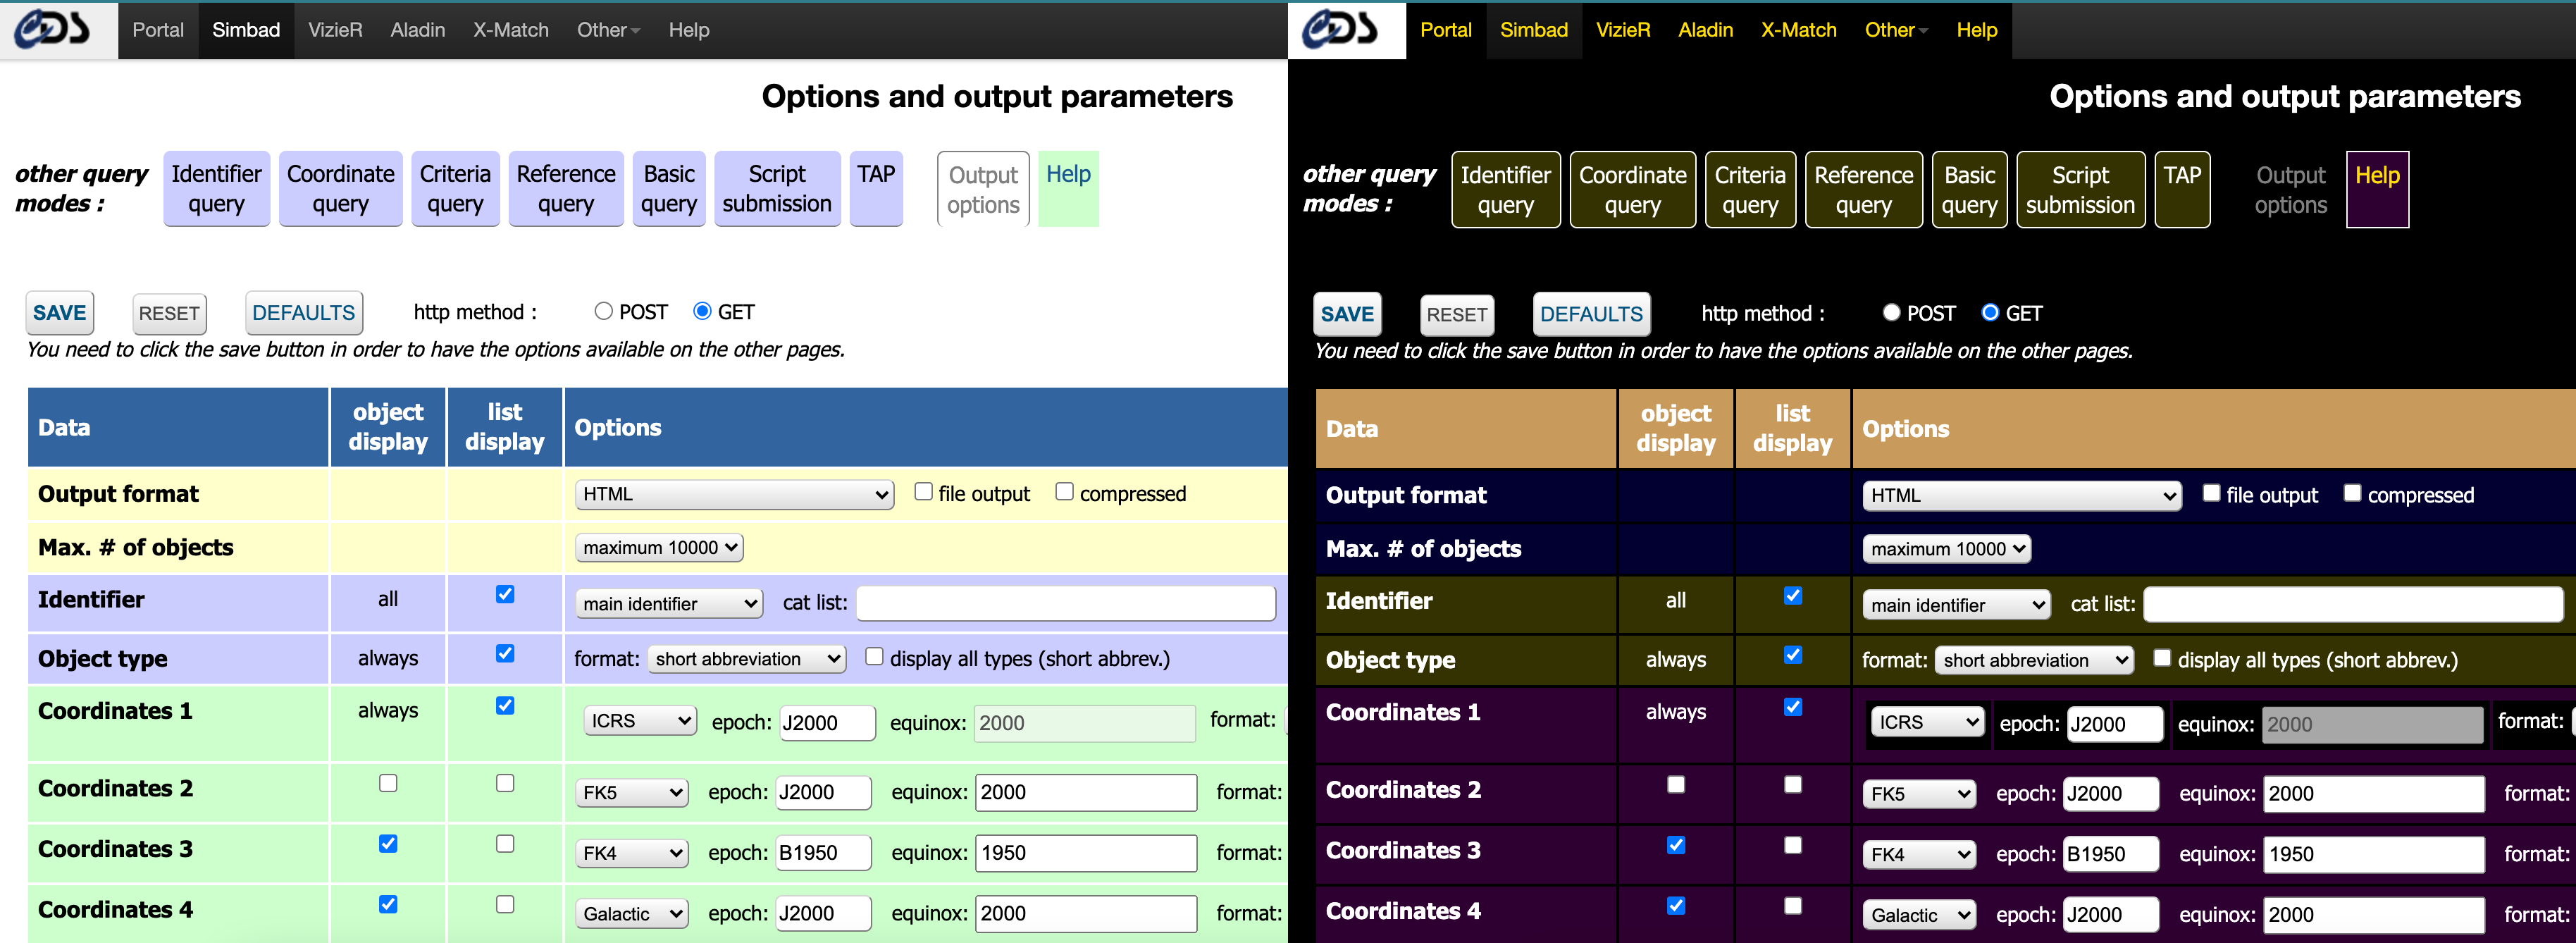 CDS Portal Simbad VizieR Aladin X-Match Other Help
Options and output parameters
other query modes :
Identifier query
Coordinate query
Criteria query
Reference query
Basic query
Script submission
TAP
Output options
Help
SAVE RESET DEFAULTS http method : POST GET
You need to click the save button in order to have the options available on the other pages.
Data object display list display Options
Output format HTML file output compressed
Max. # of objects maximum 10000
Identifier all main identifier cat list:
Object type always format: short abbreviation display all types (short abbrev.)
Coordinates 1 always ICRS epoch: J2000 equinox: 2000 format:
Coordinates 2 FK5 epoch: J2000 equinox: 2000 format:
Coordinates 3 FK4 epoch: B1950 equinox: 1950 format:
Coordinates 4 Galactic epoch: J2000 equinox: 2000 format:
CDS Portal Simbad VizieR Aladin X-Match Other Help
Options and output parameters
other query modes :
Identifier query
Coordinate query
Criteria query
Reference query
Basic query
Script submission
TAP
Output options
Help
SAVE RESET DEFAULTS http method : POST GET
You need to click the save button in order to have the options available on the other pages.
Data object display list display Options
Output format HTML file output compressed
Max. # of objects maximum 10000
Identifier all main identifier cat list:
Object type always format: short abbreviation display all types (short abbrev.)
Coordinates 1 always ICRS epoch: J2000 equinox: 2000 format:
Coordinates 2 FK5 epoch: J2000 equinox: 2000 format:
Coordinates 3 FK4 epoch: B1950 equinox: 1950 format:
Coordinates 4 Galactic epoch: J2000 equinox: 2000 format: